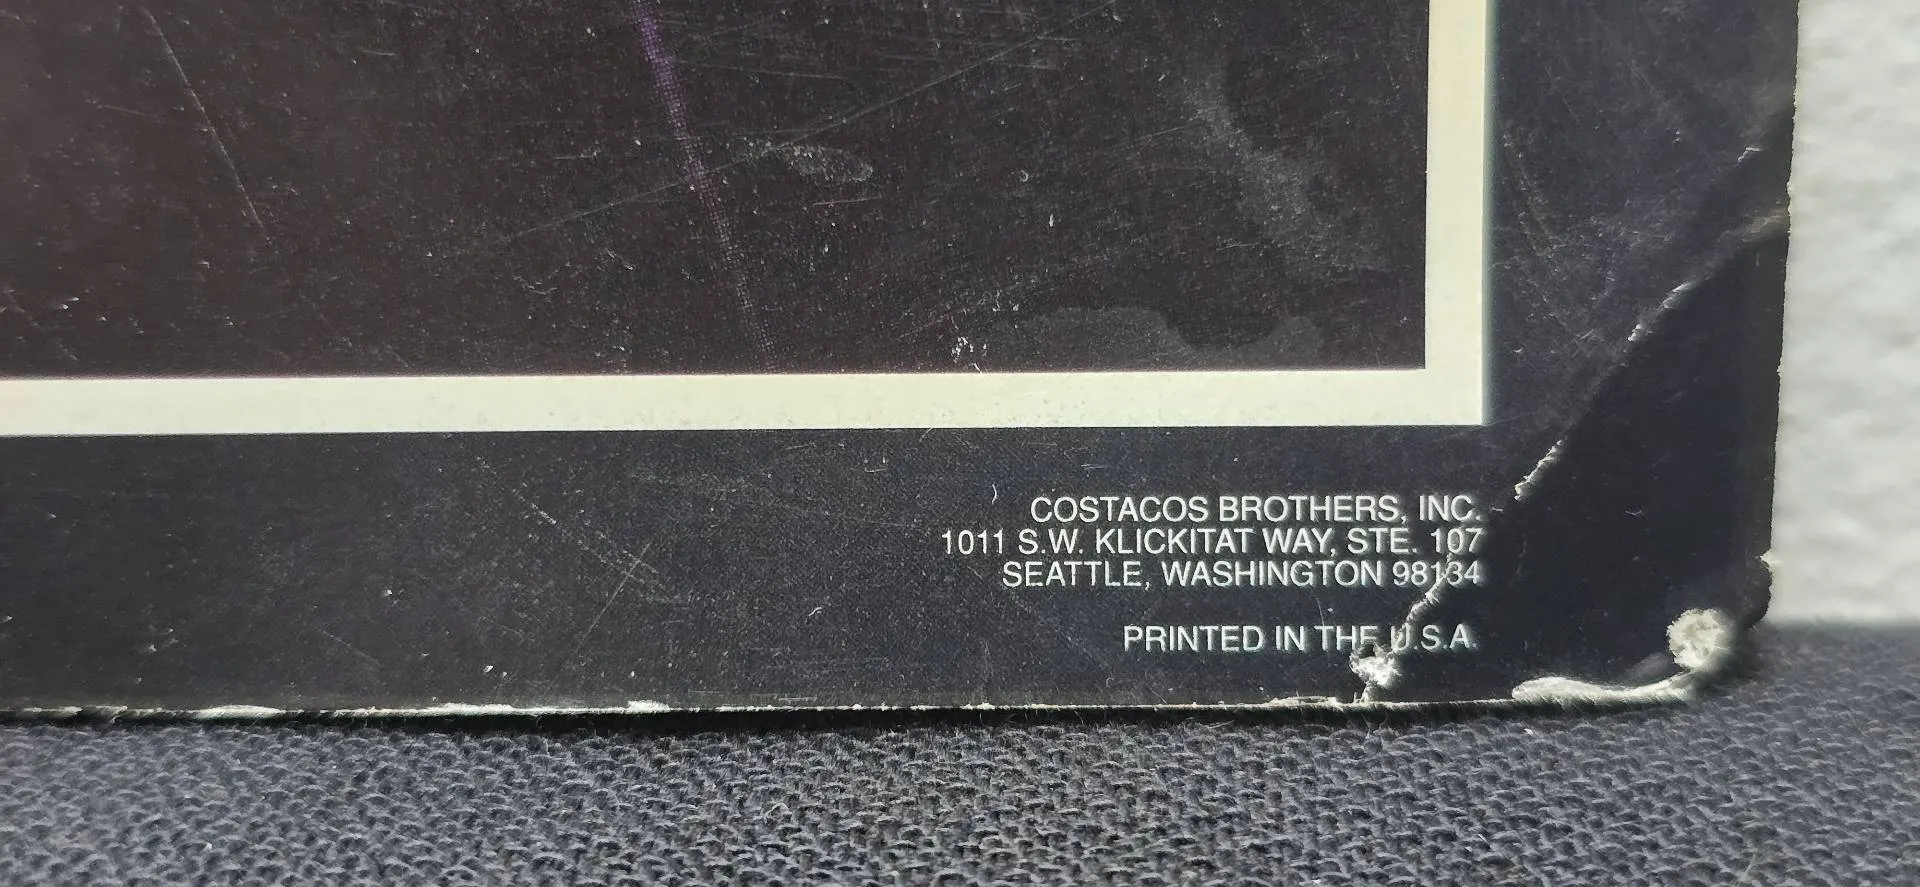 COSTACOS BROTHERS, INC.
1011 S.W. KLICKITAT WAY, STE. 107
SEATTLE, WASHINGTON 98134
PRINTED IN THE U.S.A.